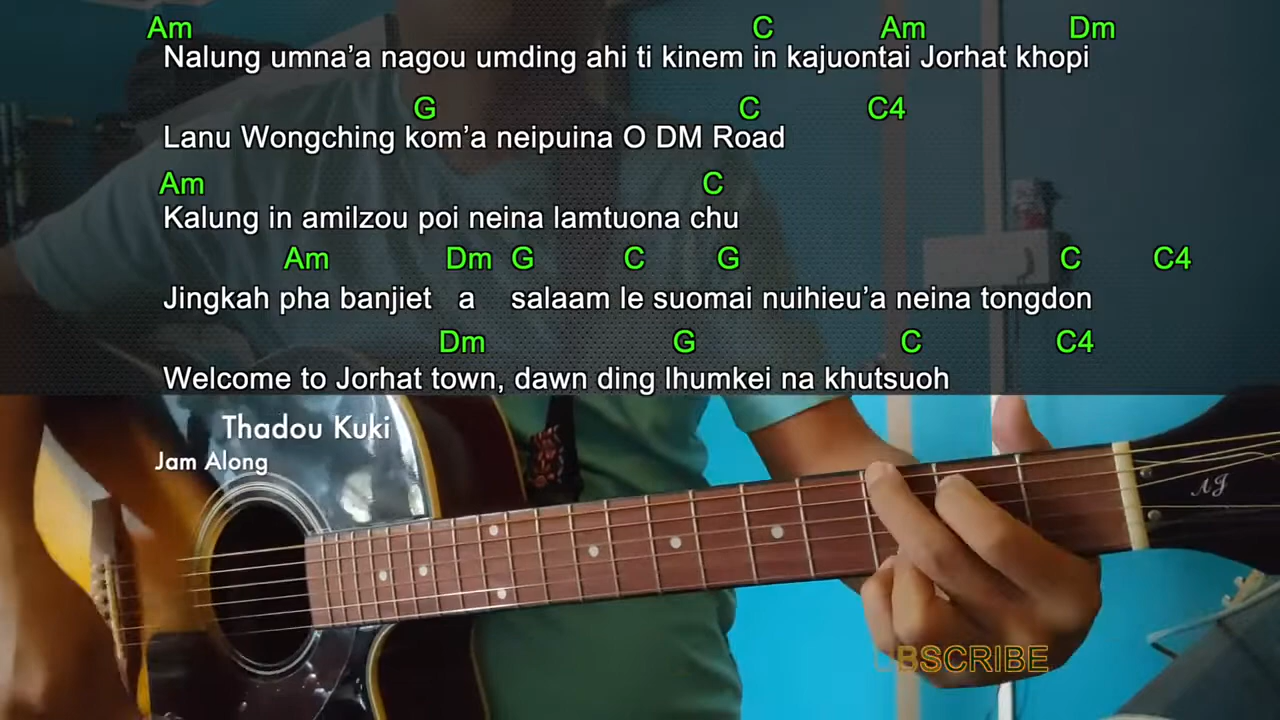 Am C Am Dm
Nalung umna’a nagou umding ahi ti kinem in kajuontai Jorhat khopi
G C C4
Lanu Wongching kom’a neipuina O DM Road
Am C
Kalung in amilzou poi neina lamtuona chu
Am Dm G C G C C4
Jingkah pha banjiet a salaam le suomai nuihieu’a neina tongdon
Dm G C C4
Welcome to Jorhat town, dawn ding lhumkei na khutsuoh
Thadou Kuki
Jam Along
AJ
BSCRIBE